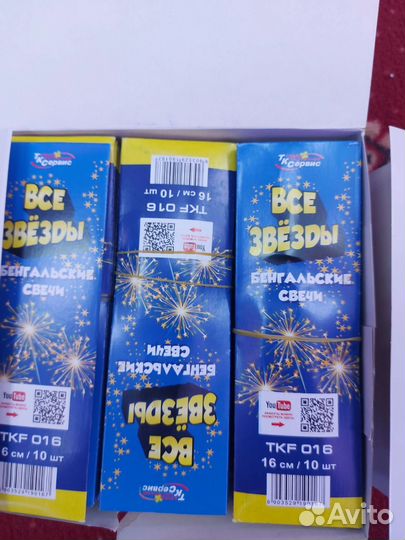 ТК Сервис
ВСЕ
ЗВЁЗДЫ
БЕНГАЛЬСКИЕ
СВЕЧИ
YouTube
TKF 016
6 см / 10 шт
ТК Сервис
ВСЕ
ЗВЁЗДЫ
БЕНГАЛЬСКИЕ
СВЕЧИ
YouTube
TKF 016
16 см / 10 шт
ТК Сервис
ВСЕ
ЗВЁЗДЫ
БЕНГАЛЬСКИЕ
СВЕЧИ
YouTube
TKF 016
16 см / 10 шт
Avito